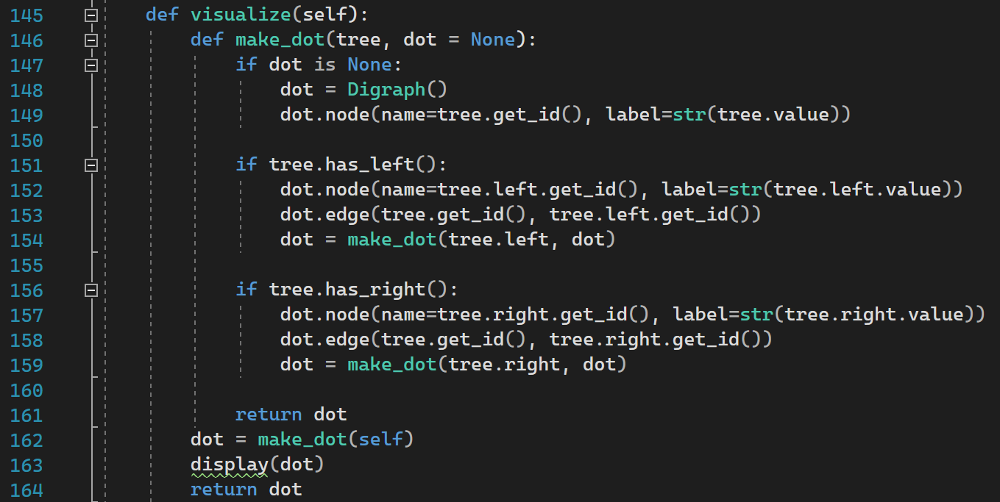 145     def visualize(self):
146         def make_dot(tree, dot = None):
147             if dot is None:
148                 dot = Digraph()
149                 dot.node(name=tree.get_id(), label=str(tree.value))
150
151             if tree.has_left():
152                 dot.node(name=tree.left.get_id(), label=str(tree.left.value))
153                 dot.edge(tree.get_id(), tree.left.get_id())
154                 dot = make_dot(tree.left, dot)
155
156             if tree.has_right():
157                 dot.node(name=tree.right.get_id(), label=str(tree.right.value))
158                 dot.edge(tree.get_id(), tree.right.get_id())
159                 dot = make_dot(tree.right, dot)
160
161             return dot
162         dot = make_dot(self)
163         display(dot)
164         return dot